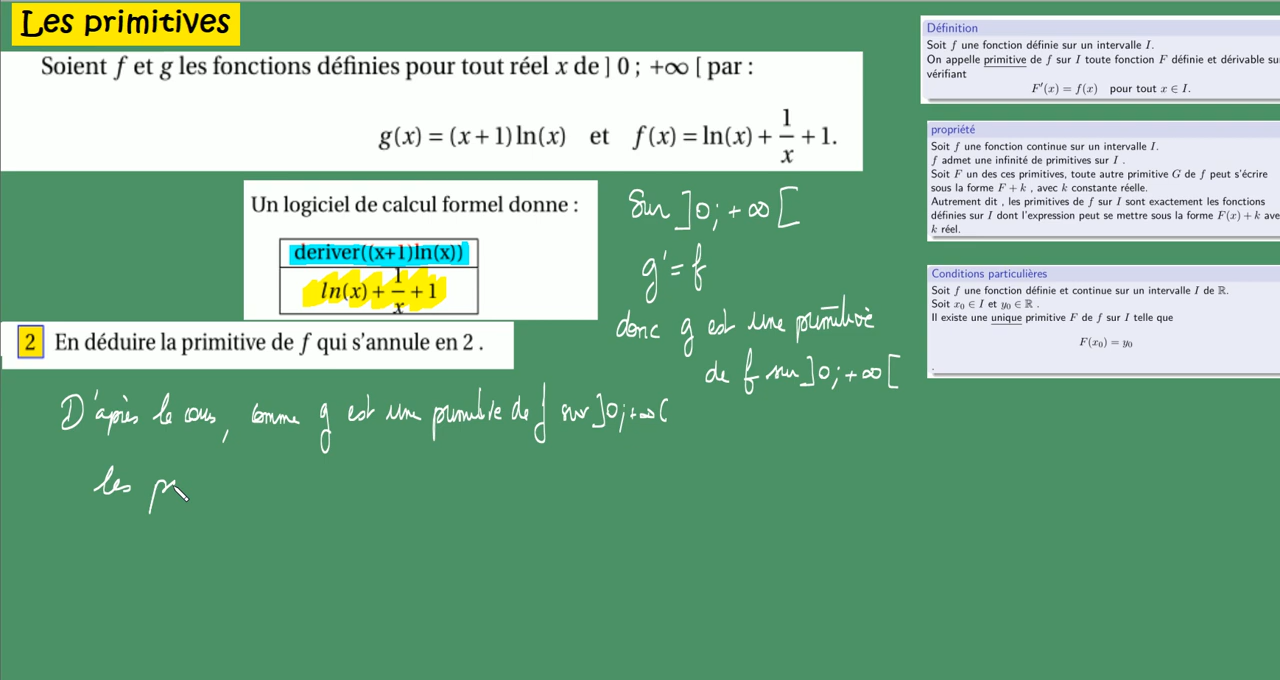 Les primitives
Soient f et g les fonctions définies pour tout réel x de ] 0 ; +∞ [ par :
g(x) = (x + 1) ln(x) et f(x) = ln(x) + 1/x + 1.
Un logiciel de calcul formel donne :
deriver((x+1)ln(x))
ln(x) + 1/x + 1
2 En déduire la primitive de f qui s'annule en 2 .
Sur ]0 ; +∞ [
g' = f
donc g est une primitive
de f sur ]0 ; +∞ [
D'après le cours, comme g est une primitive de f sur ]0 ; +∞ [
les pr
Définition
Soit f une fonction définie sur un intervalle I.
On appelle primitive de f sur I toute fonction F définie et dérivable su
vérifiant
F'(x) = f(x) pour tout x ∈ I.
propriété
Soit f une fonction continue sur un intervalle I.
f admet une infinité de primitives sur I .
Soit F un des ces primitives, toute autre primitive G de f peut s'écrire
sous la forme F + k , avec k constante réelle.
Autrement dit , les primitives de f sur I sont exactement les fonctions
définies sur I dont l'expression peut se mettre sous la forme F(x) + k ave
k réel.
Conditions particulières
Soit f une fonction définie et continue sur un intervalle I de ℝ.
Soit x₀ ∈ I et y₀ ∈ ℝ .
Il existe une unique primitive F de f sur I telle que
F(x₀) = y₀
.